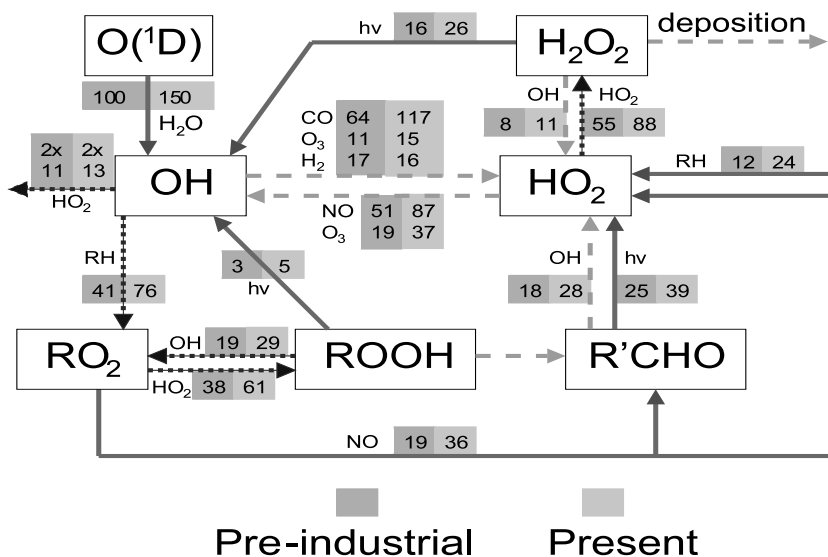 deposition
O(¹D)
hv 16 26
H₂O₂
100 150
H₂O
OH HO₂
8 11 55 88
CO 64 117
O₃ 11 15
H₂ 17 16
2x 2x
11 13
HO₂
OH
HO₂
RH 12 24
NO 51 87
O₃ 19 37
RH
41 76
3 5
hv
OH hv
18 28 25 39
RO₂
OH 19 29
HO₂ 38 61
ROOH
R'CHO
NO 19 36
Pre-industrial Present